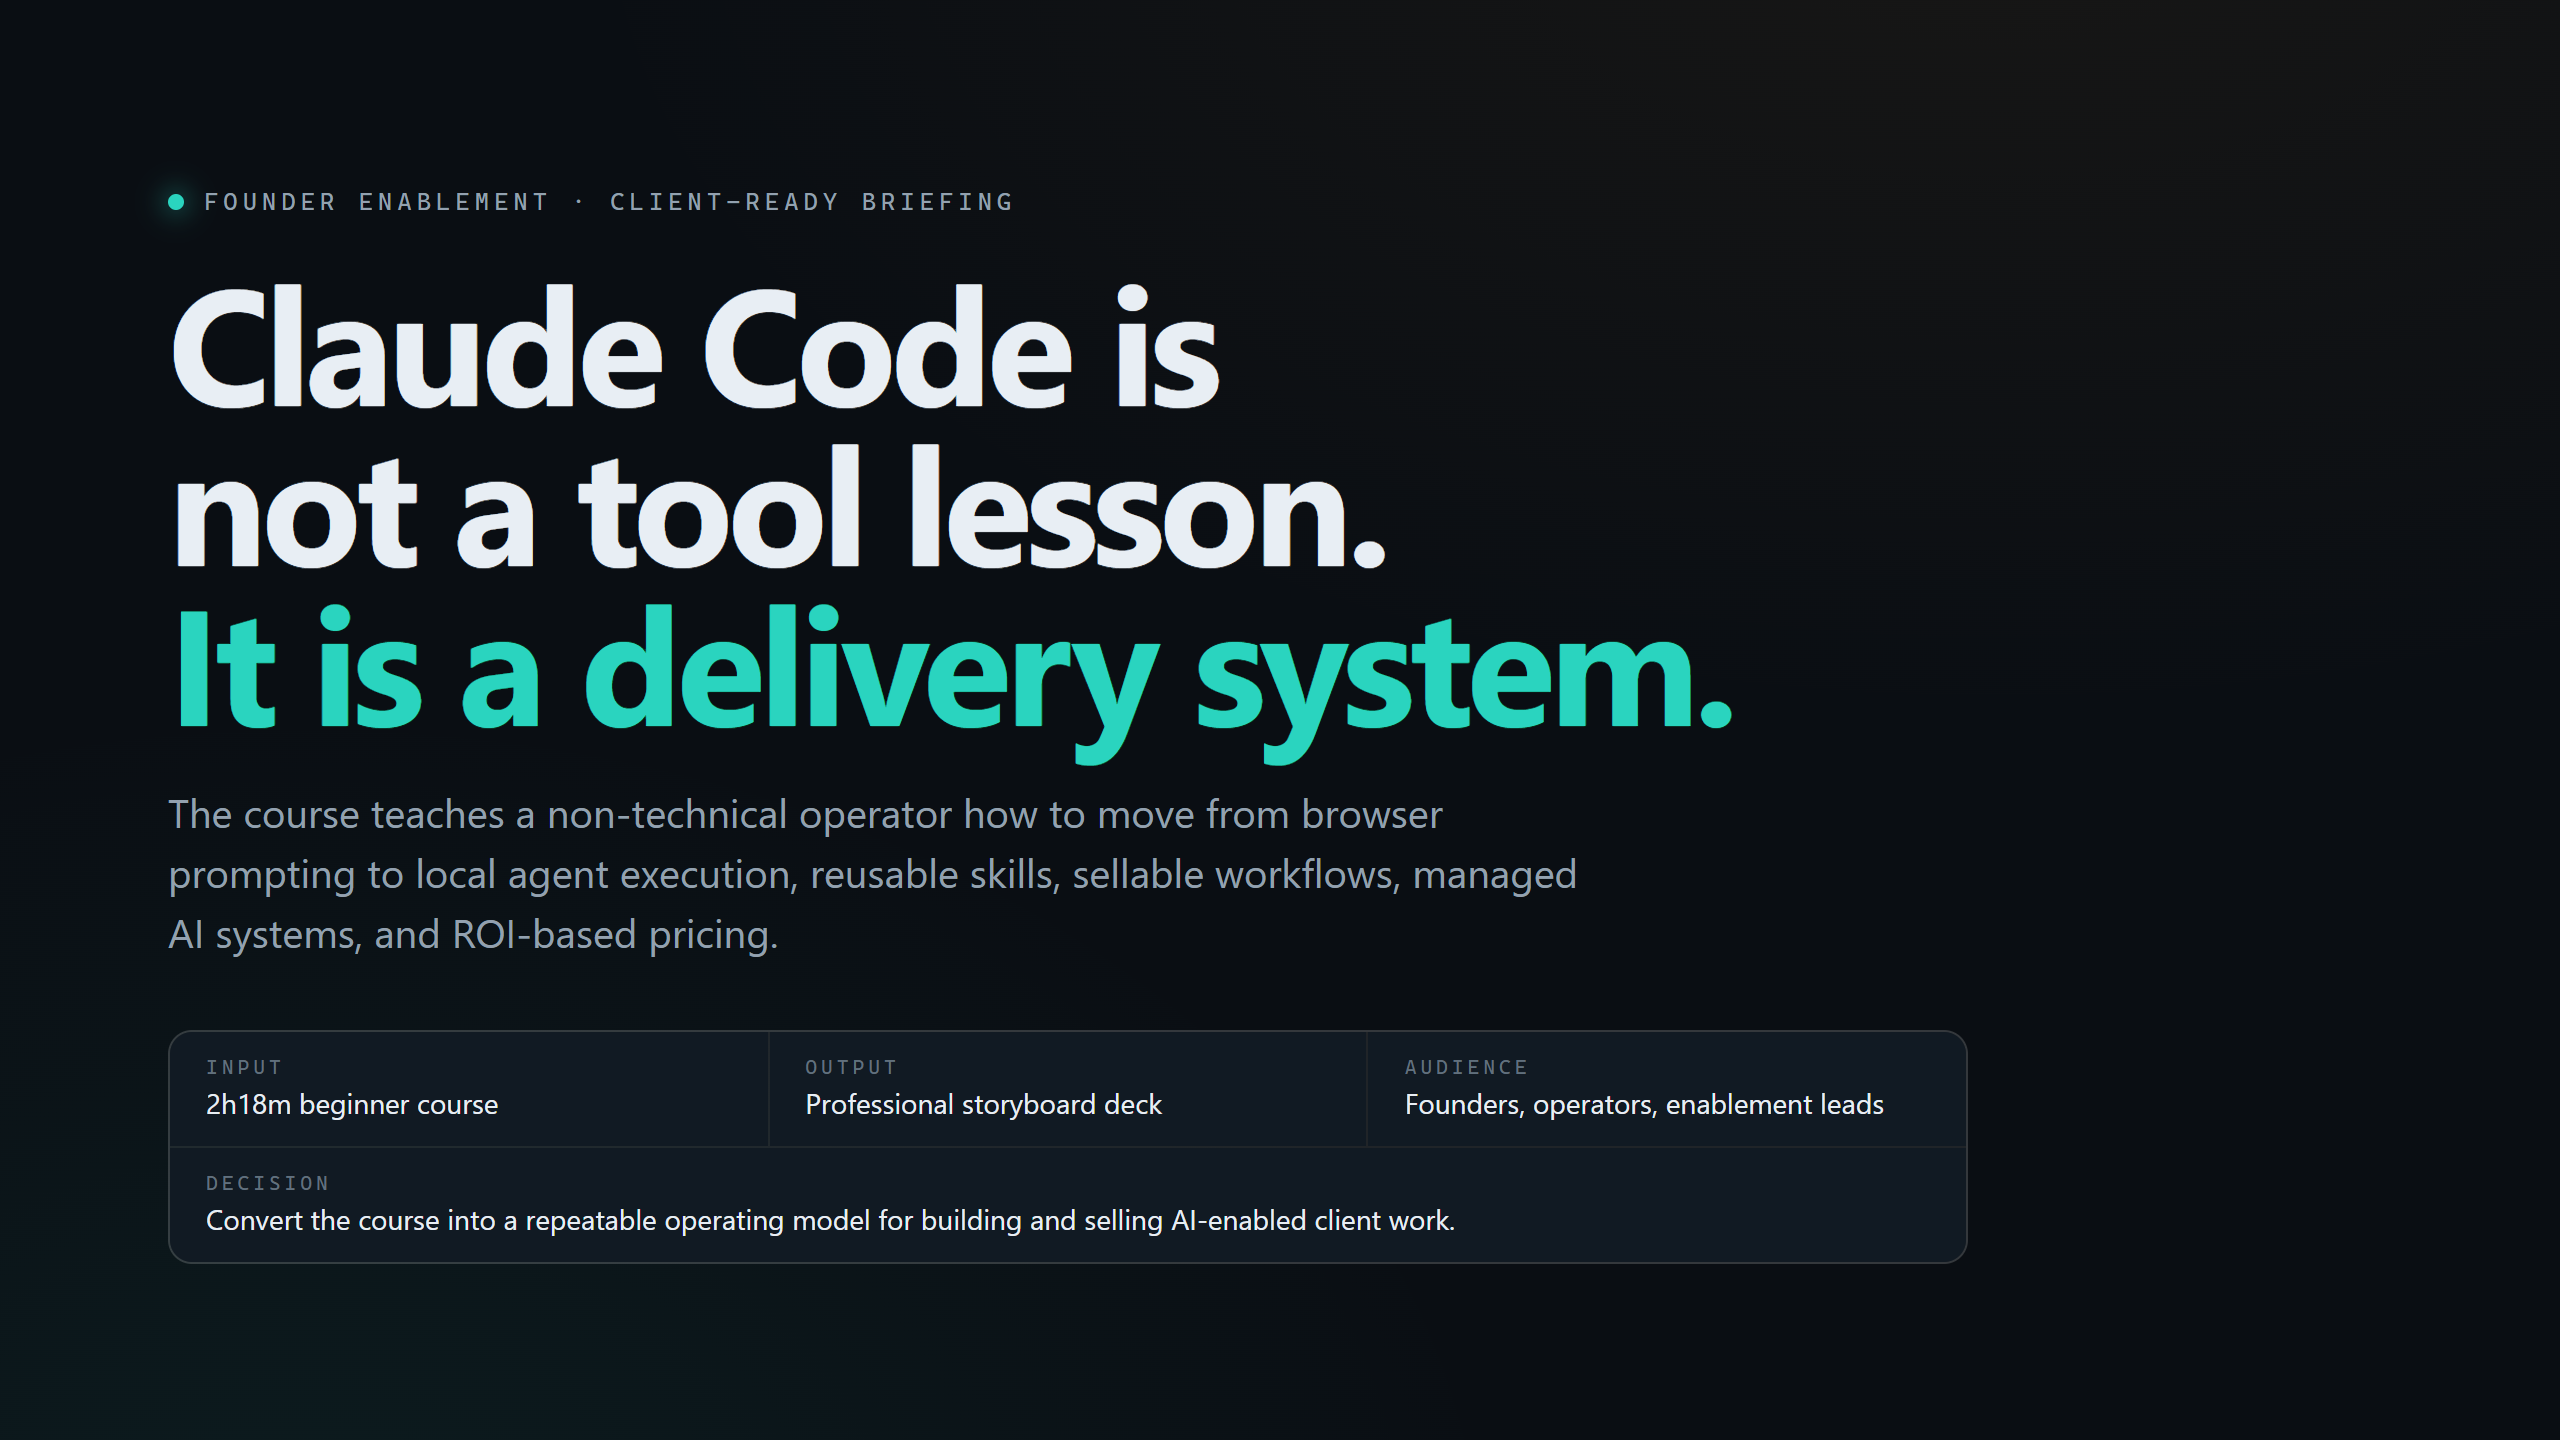 FOUNDER ENABLEMENT · CLIENT-READY BRIEFING
Claude Code is
not a tool lesson.
It is a delivery system.
The course teaches a non-technical operator how to move from browser
prompting to local agent execution, reusable skills, sellable workflows, managed
AI systems, and ROI-based pricing.
INPUT
2h18m beginner course
OUTPUT
Professional storyboard deck
AUDIENCE
Founders, operators, enablement leads
DECISION
Convert the course into a repeatable operating model for building and selling AI-enabled client work.